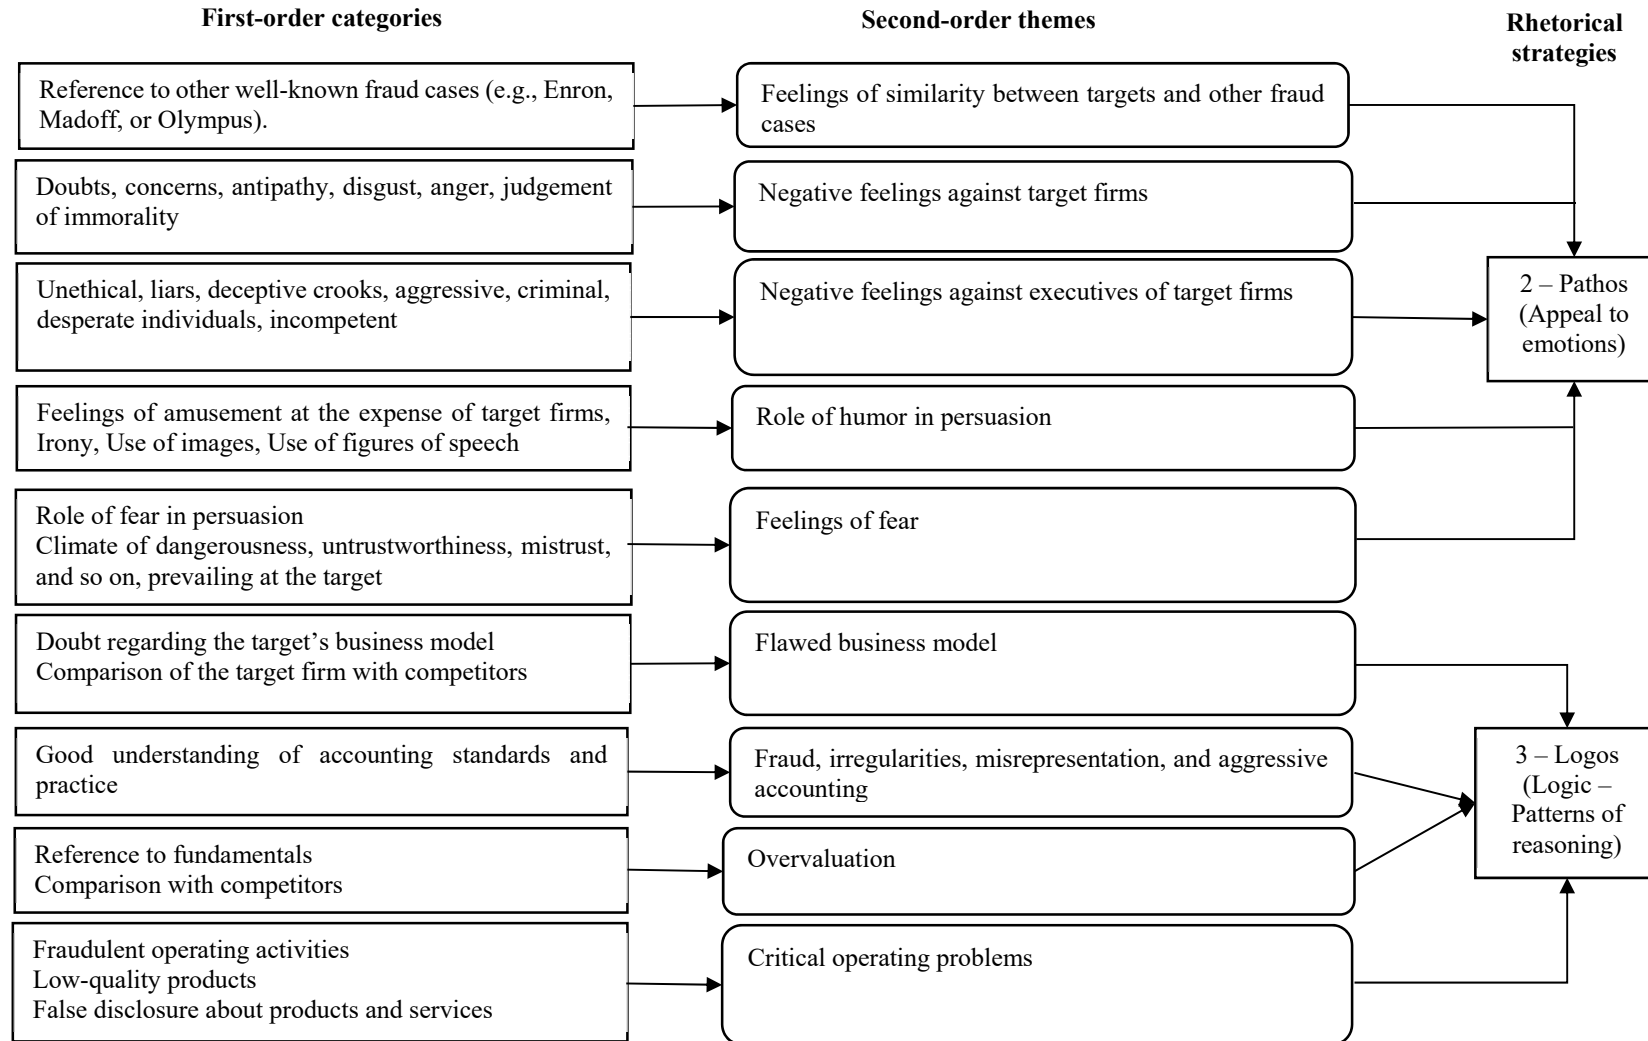 First-order categories
Second-order themes
Rhetorical
strategies
Reference to other well-known fraud cases (e.g., Enron,
Madoff, or Olympus).
Feelings of similarity between targets and other fraud
cases
Doubts, concerns, antipathy, disgust, anger, judgement
of immorality
Negative feelings against target firms
Unethical, liars, deceptive crooks, aggressive, criminal,
desperate individuals, incompetent
Negative feelings against executives of target firms
2 – Pathos
(Appeal to
emotions)
Feelings of amusement at the expense of target firms,
Irony, Use of images, Use of figures of speech
Role of humor in persuasion
Role of fear in persuasion
Climate of dangerousness, untrustworthiness, mistrust,
and so on, prevailing at the target
Feelings of fear
Doubt regarding the target’s business model
Comparison of the target firm with competitors
Flawed business model
Good understanding of accounting standards and
practice
Fraud, irregularities, misrepresentation, and aggressive
accounting
3 – Logos
(Logic –
Patterns of
reasoning)
Reference to fundamentals
Comparison with competitors
Overvaluation
Fraudulent operating activities
Low-quality products
False disclosure about products and services
Critical operating problems